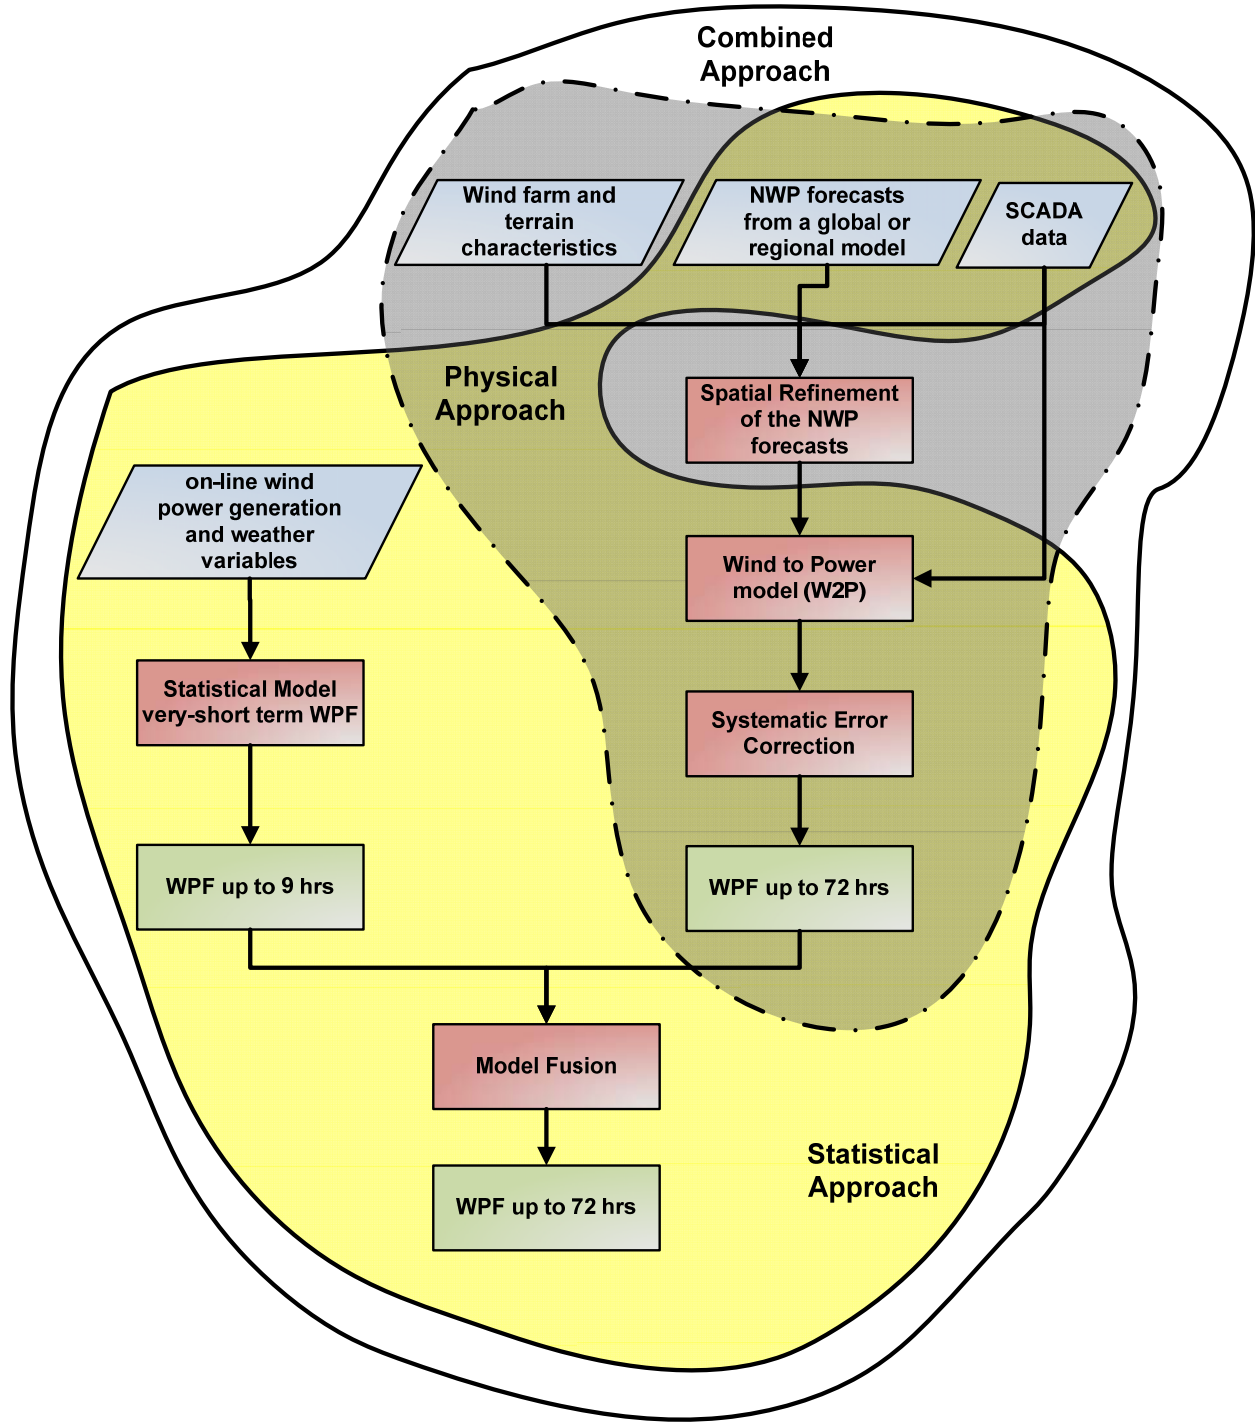 Combined
Approach
Wind farm and
terrain
characteristics
NWP forecasts
from a global or
regional model
SCADA
data
Physical
Approach
Spatial Refinement
of the NWP
forecasts
on-line wind
power generation
and weather
variables
Wind to Power
model (W2P)
Statistical Model
very-short term WPF
Systematic Error
Correction
WPF up to 9 hrs
WPF up to 72 hrs
Model Fusion
Statistical
Approach
WPF up to 72 hrs